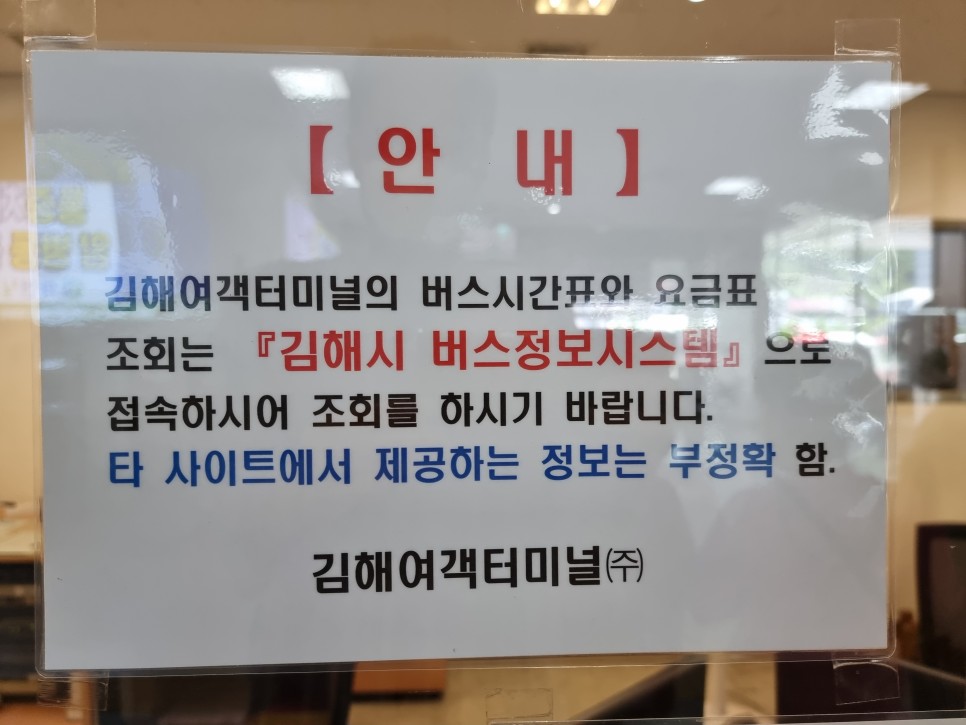 【 안 내 】
김해여객터미널의 버스시간표와 요금표
조회는 『김해시 버스정보시스템』으로
접속하시어 조회를 하시기 바랍니다.
타 사이트에서 제공하는 정보는 부정확 함.
김해여객터미널㈜